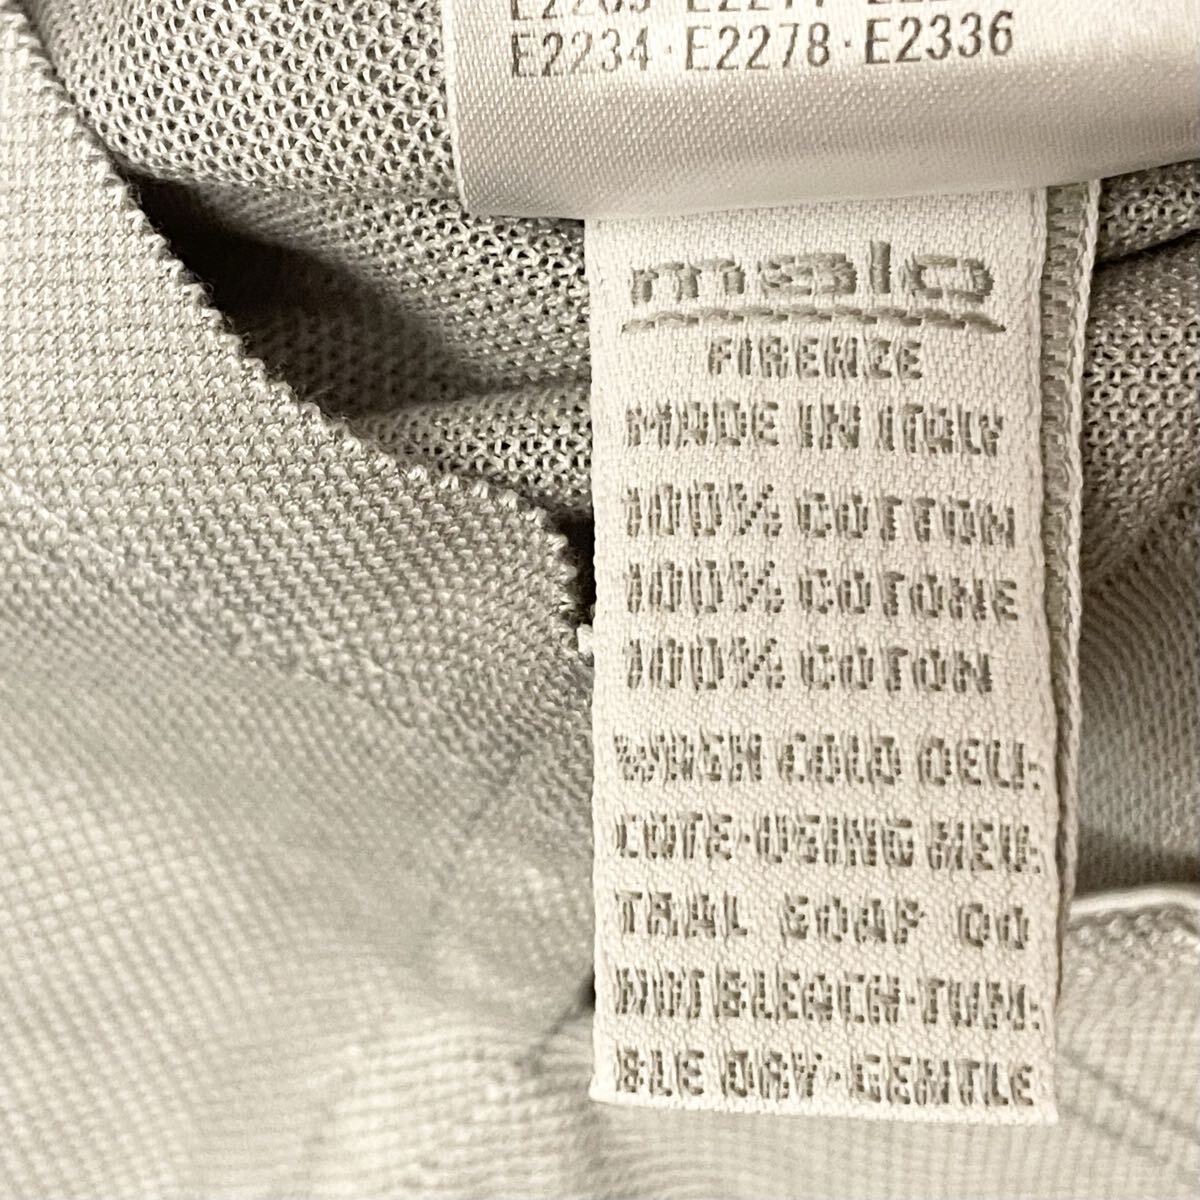 E2234 · E2278 · E2336
malo
FIRENZE
MADE IN ITALY
100% COTTON
100% COTONE
100% COTON
WASH COLD DELI-
CATE-USING NEU-
TRAL SOAP DO
NOT BLEACH-TUM-
BLE DRY-GENTLE